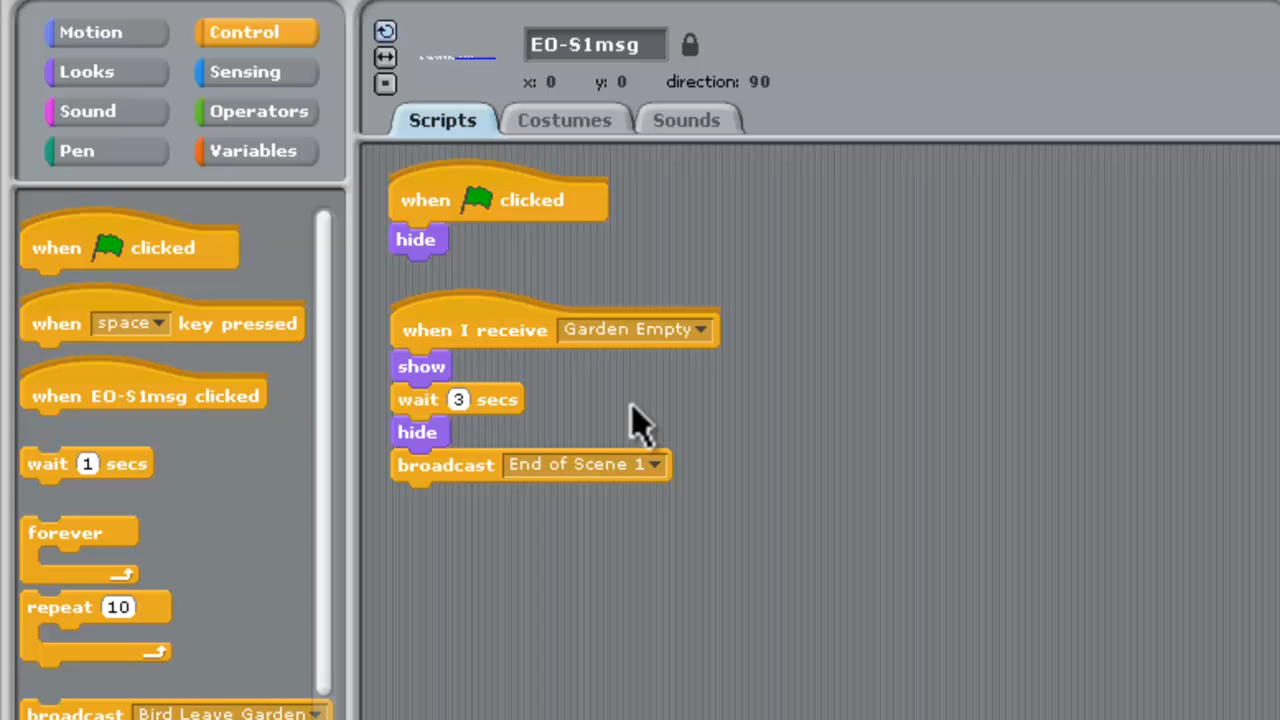 Motion
Control
Looks
Sensing
Sound
Operators
Pen
Variables
when clicked
when space key pressed
when EO-S1msg clicked
wait 1 secs
forever
repeat 10
broadcast Bird Leave Garden
EO-S1msg
x: 0 y: 0 direction: 90
Scripts Costumes Sounds
when clicked
hide
when I receive Garden Empty
show
wait 3 secs
hide
broadcast End of Scene 1